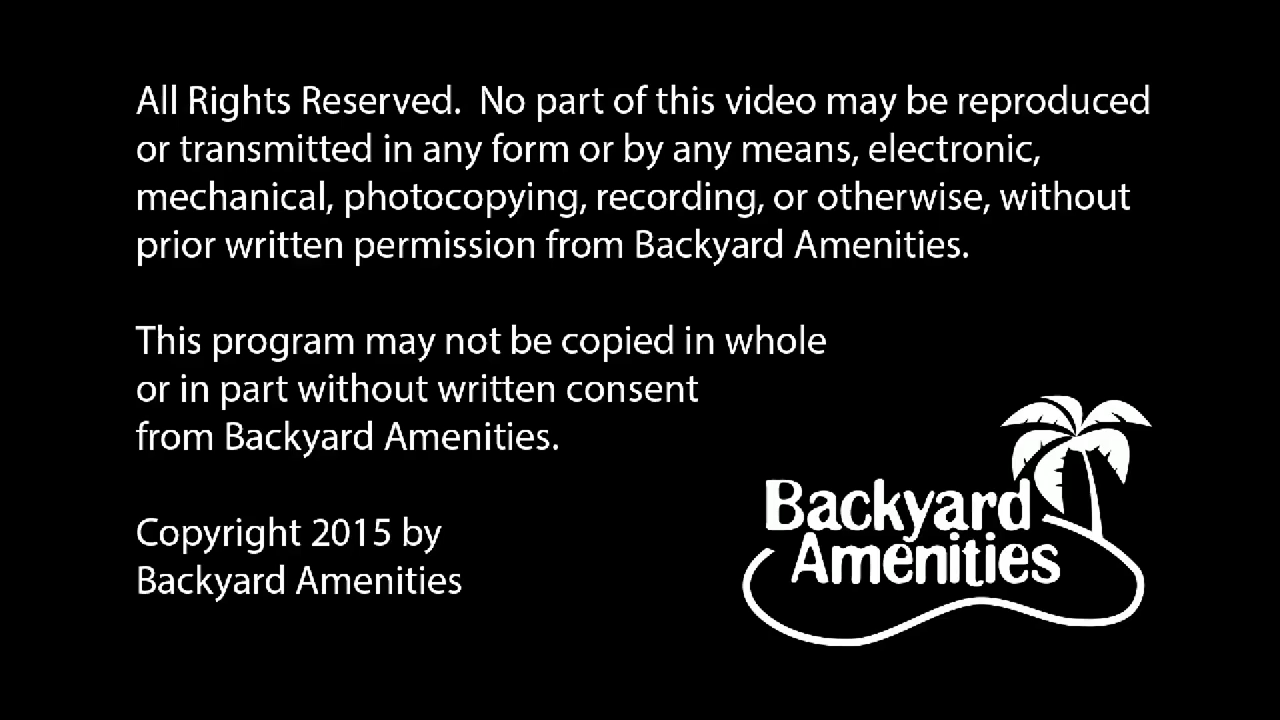 All Rights Reserved.  No part of this video may be reproduced
or transmitted in any form or by any means, electronic,
mechanical, photocopying, recording, or otherwise, without
prior written permission from Backyard Amenities.
This program may not be copied in whole
or in part without written consent
from Backyard Amenities.
Copyright 2015 by
Backyard Amenities
Backyard
Amenities